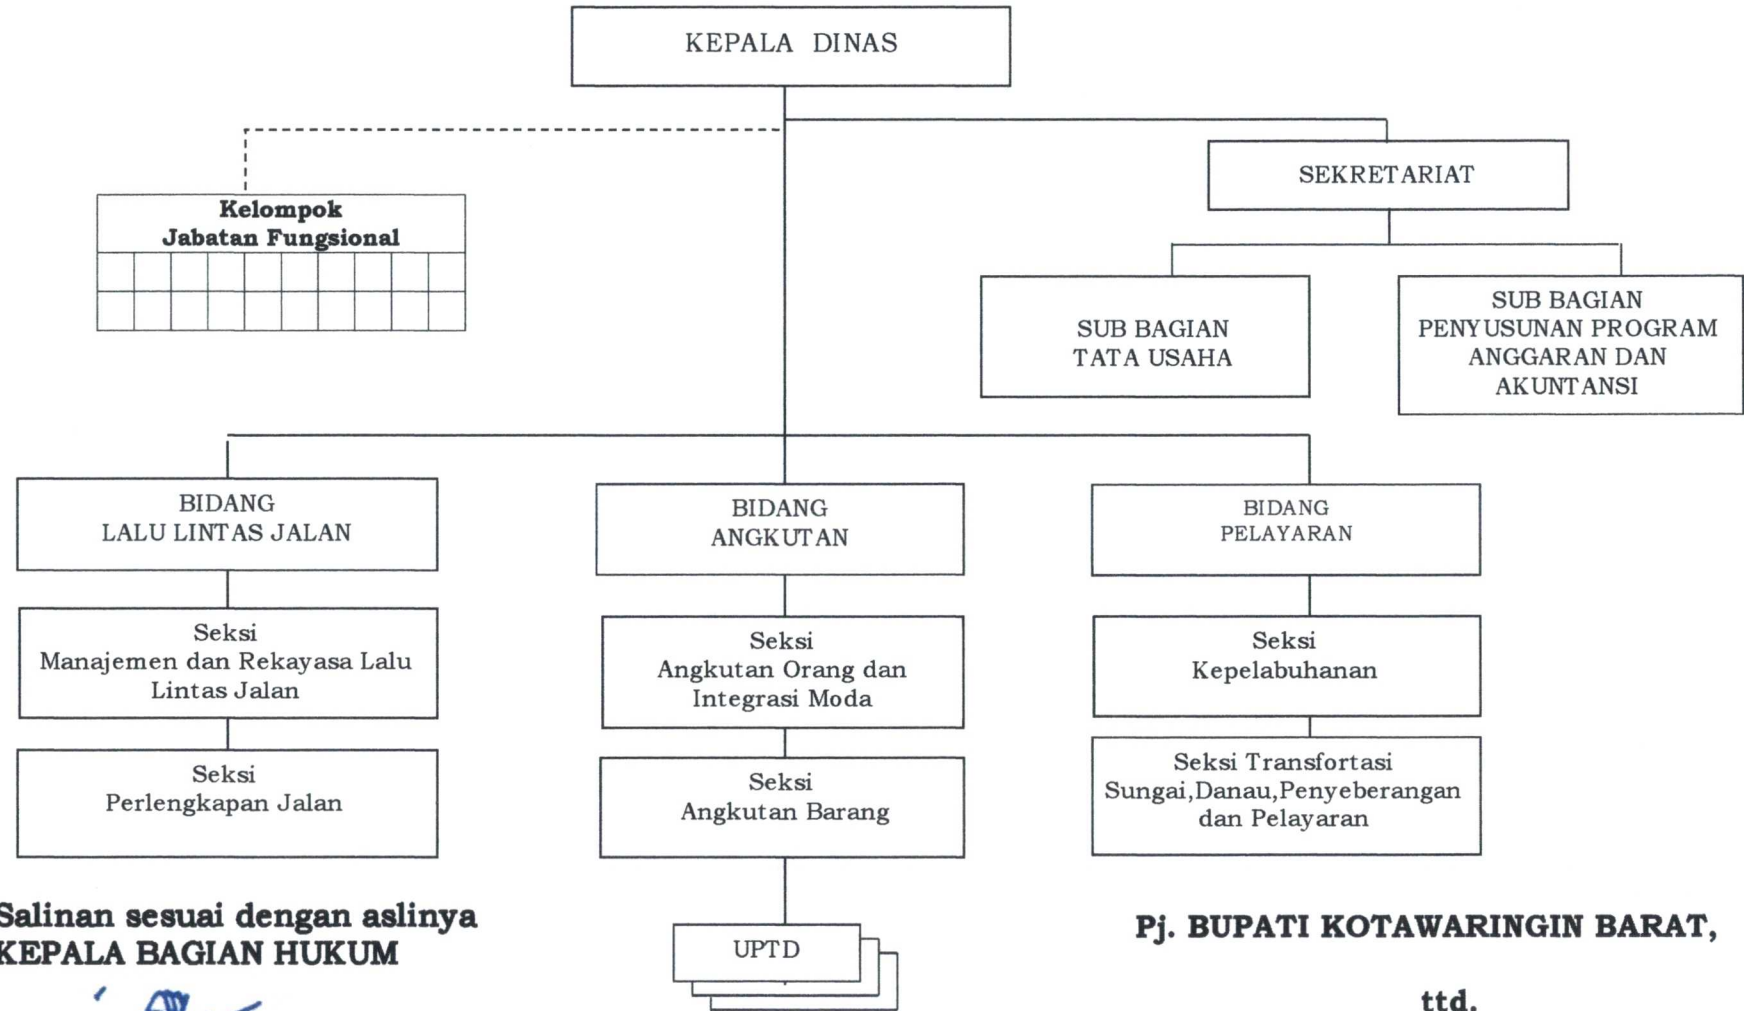 KEPALA DINAS
SEKRETARIAT
Kelompok
Jabatan Fungsional
SUB BAGIAN
TATA USAHA
SUB BAGIAN
PENYUSUNAN PROGRAM
ANGGARAN DAN
AKUNTANSI
BIDANG
LALU LINTAS JALAN
BIDANG
ANGKUTAN
BIDANG
PELAYARAN
Seksi
Manajemen dan Rekayasa Lalu
Lintas Jalan
Seksi
Angkutan Orang dan
Integrasi Moda
Seksi
Kepelabuhanan
Seksi
Perlengkapan Jalan
Seksi
Angkutan Barang
Seksi Transfortasi
Sungai,Danau,Penyeberangan
dan Pelayaran
UPTD
Salinan sesuai dengan aslinya
KEPALA BAGIAN HUKUM
Pj. BUPATI KOTAWARINGIN BARAT,
ttd.